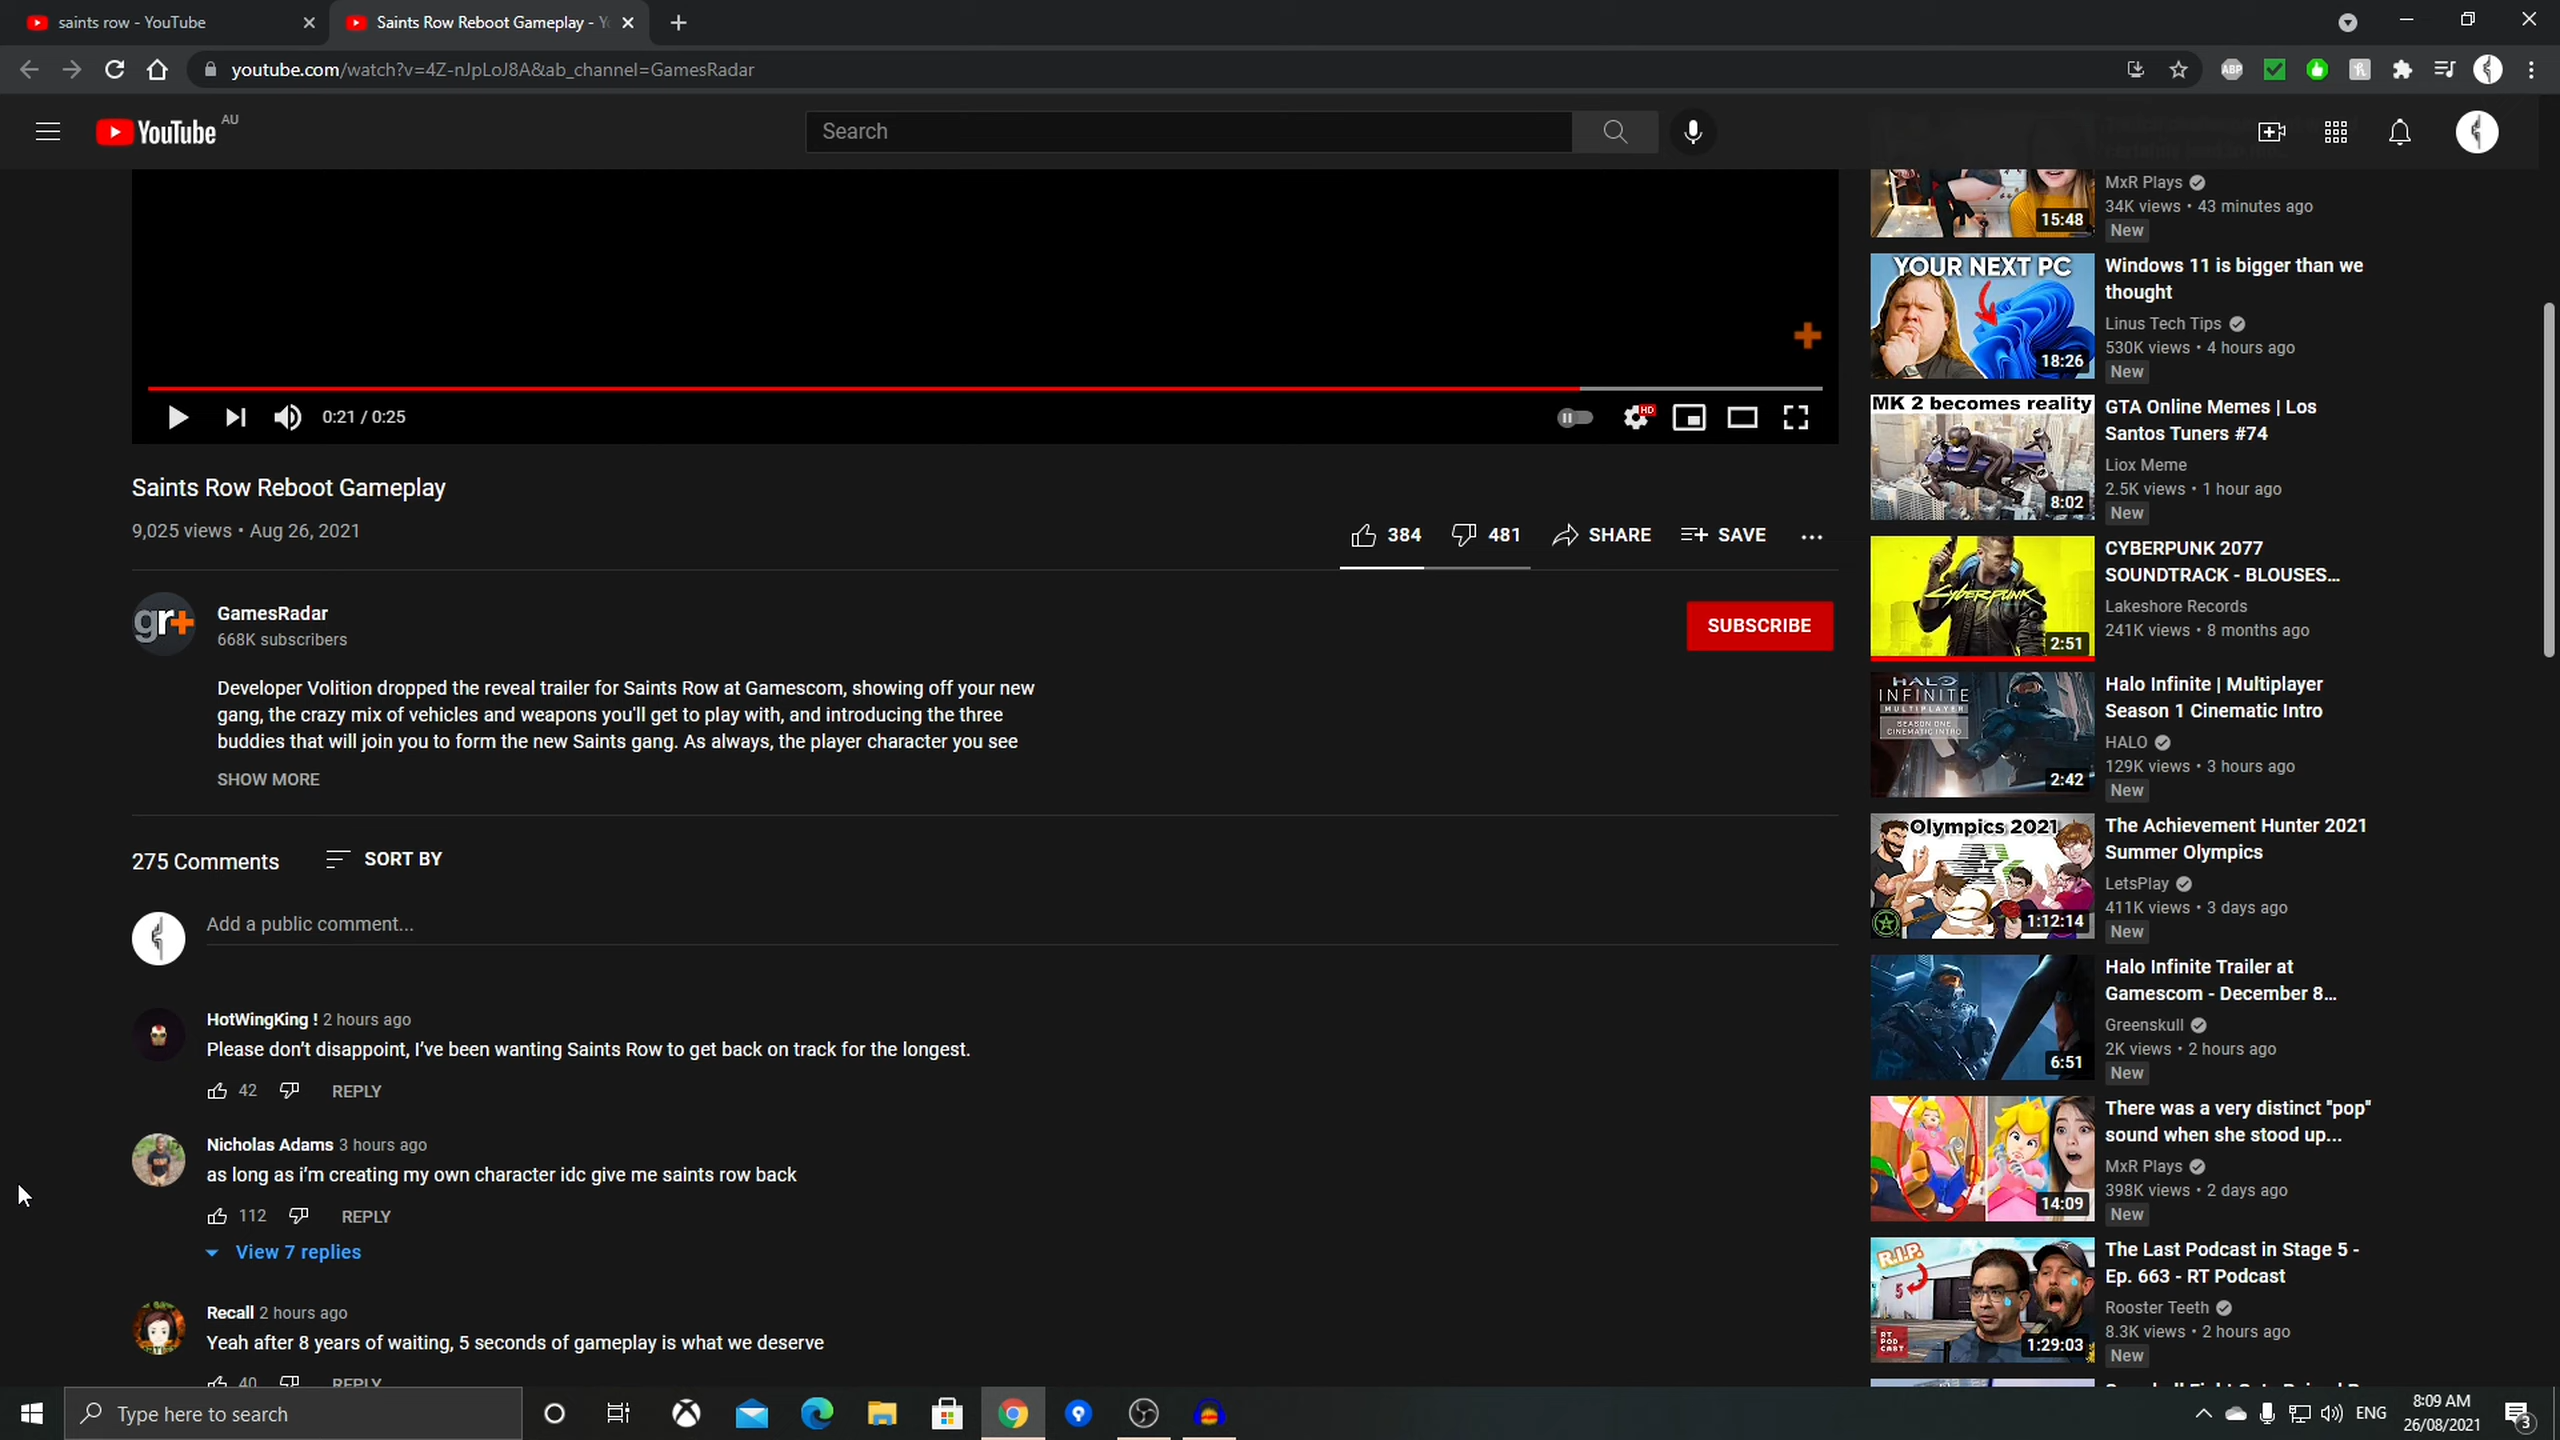 saints row - YouTube
Saints Row Reboot Gameplay - Yo
youtube.com/watch?v=4Z-nJpLoJ8A&ab_channel=GamesRadar
ABP
YouTube
AU
Search
0:21 / 0:25
HD
Saints Row Reboot Gameplay
9,025 views • Aug 26, 2021
384
481
SHARE
SAVE
gr+
GamesRadar
668K subscribers
SUBSCRIBE
Developer Volition dropped the reveal trailer for Saints Row at Gamescom, showing off your new
gang, the crazy mix of vehicles and weapons you'll get to play with, and introducing the three
buddies that will join you to form the new Saints gang. As always, the player character you see
SHOW MORE
275 Comments
SORT BY
Add a public comment...
HotWingKing ! 2 hours ago
Please don't disappoint, I've been wanting Saints Row to get back on track for the longest.
42
REPLY
Nicholas Adams 3 hours ago
as long as i'm creating my own character idc give me saints row back
112
REPLY
View 7 replies
Recall 2 hours ago
Yeah after 8 years of waiting, 5 seconds of gameplay is what we deserve
40
REPLY
15:48
MxR Plays
34K views • 43 minutes ago
New
YOUR NEXT PC
18:26
Windows 11 is bigger than we
thought
Linus Tech Tips
530K views • 4 hours ago
New
MK 2 becomes reality
8:02
GTA Online Memes | Los
Santos Tuners #74
Liox Meme
2.5K views • 1 hour ago
New
Cyberpunk
2:51
CYBERPUNK 2077
SOUNDTRACK - BLOUSES...
Lakeshore Records
241K views • 8 months ago
HALO
INFINITE
MULTIPLAYER
SEASON ONE
CINEMATIC INTRO
2:42
Halo Infinite | Multiplayer
Season 1 Cinematic Intro
HALO
129K views • 3 hours ago
New
Olympics 2021
1:12:14
The Achievement Hunter 2021
Summer Olympics
LetsPlay
411K views • 3 days ago
New
6:51
Halo Infinite Trailer at
Gamescom - December 8...
Greenskull
2K views • 2 hours ago
New
14:09
There was a very distinct "pop"
sound when she stood up...
MxR Plays
398K views • 2 days ago
New
R.I.P.
5
RT
POD
CAST
1:29:03
The Last Podcast in Stage 5 -
Ep. 663 - RT Podcast
Rooster Teeth
8.3K views • 2 hours ago
New
Type here to search
ENG
8:09 AM
26/08/2021
3